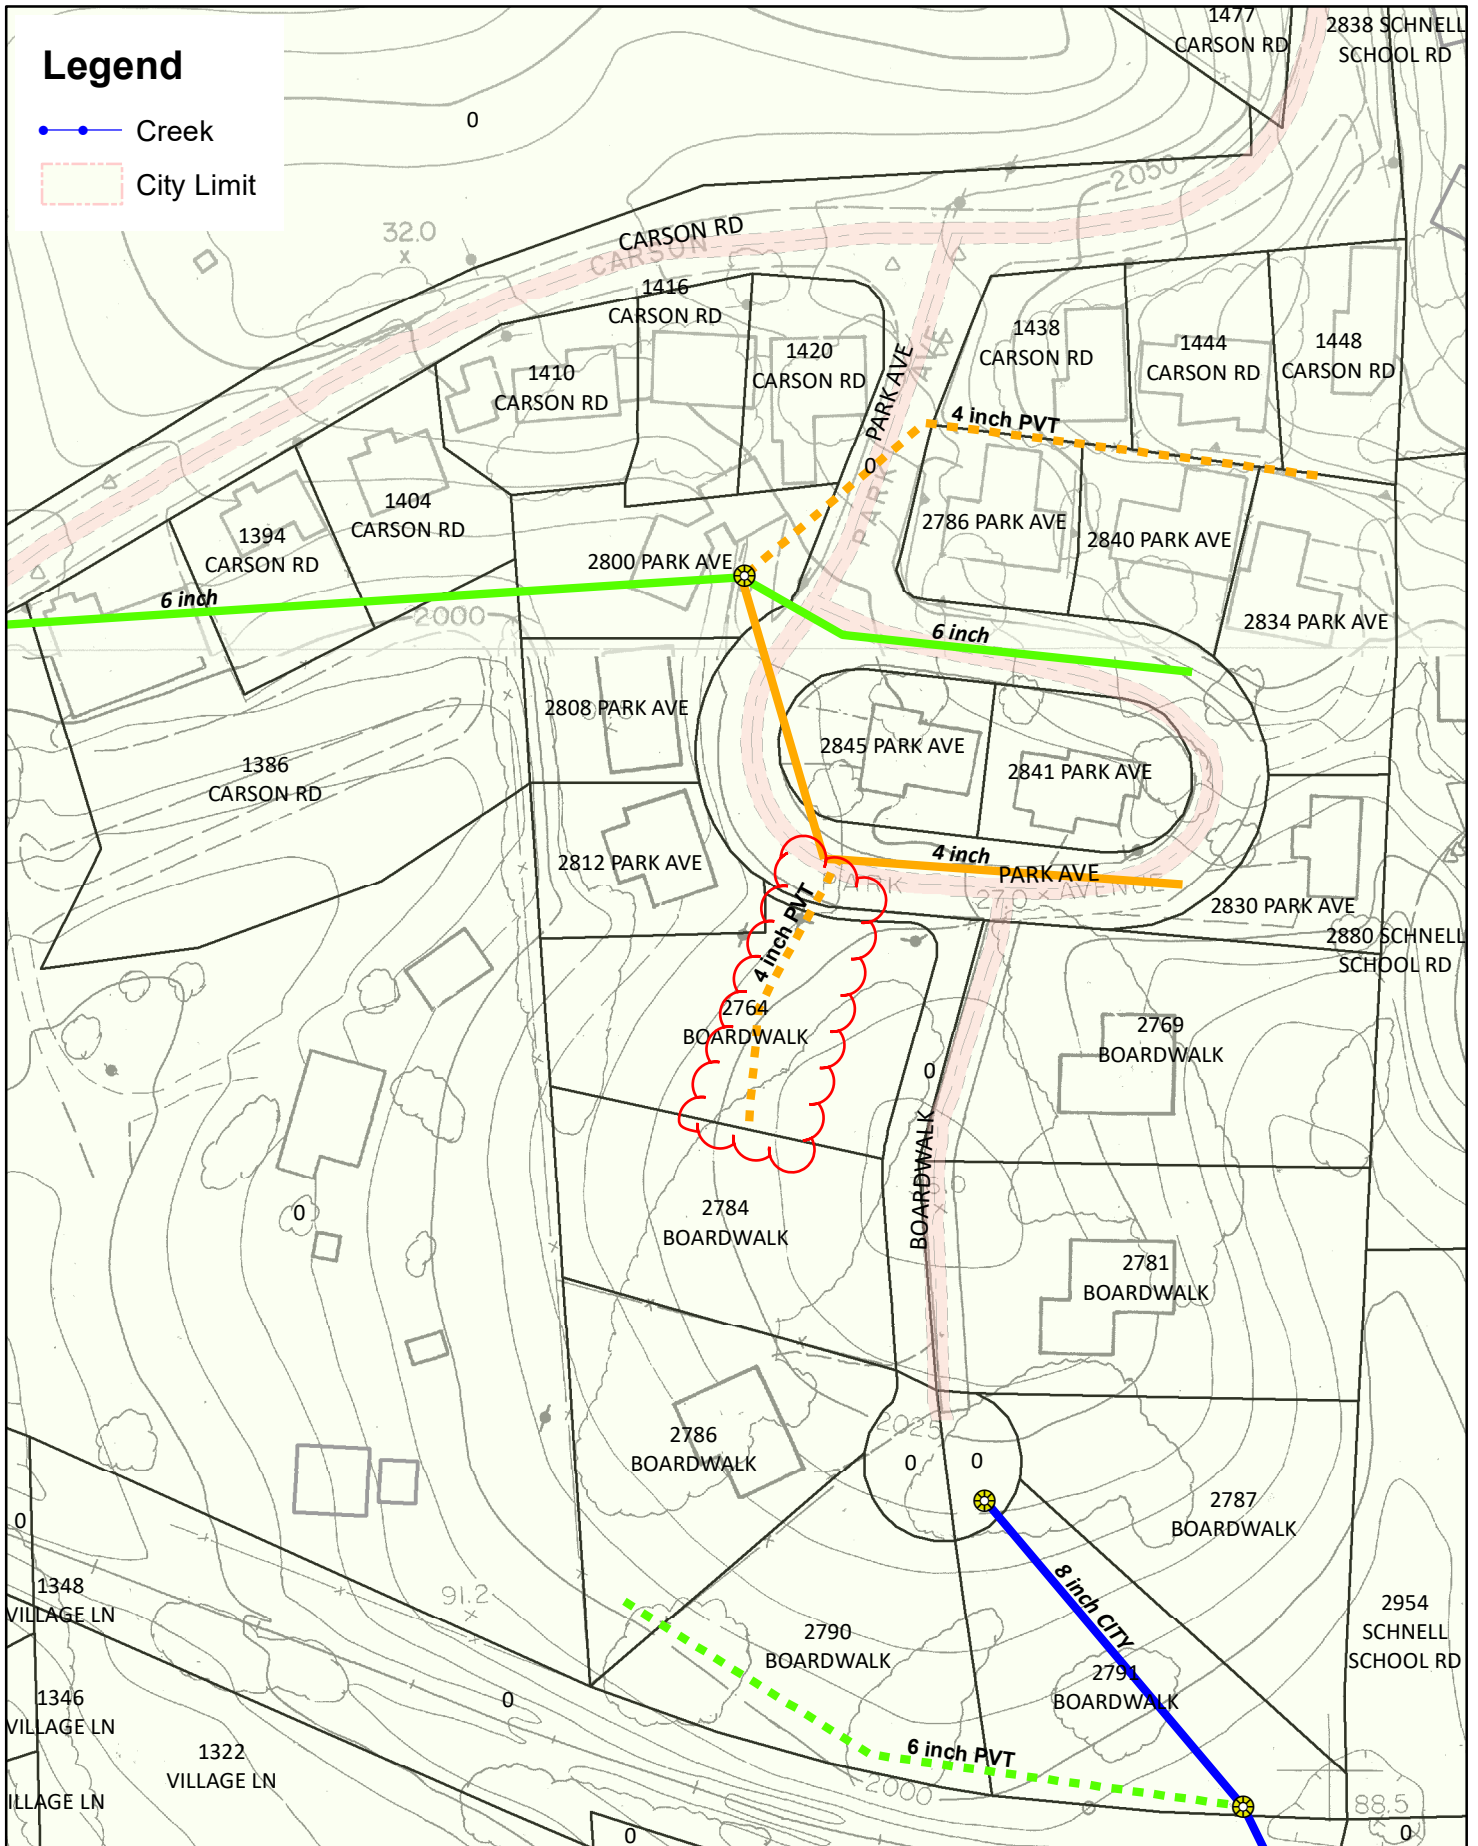 1477
CARSON RD
2838 SCHNELL
SCHOOL RD
Legend
Creek
City Limit
0
2050
32.0
CARSON RD
CARSON
1416
CARSON RD
1438
CARSON RD
1444
CARSON RD
1448
CARSON RD
1420
CARSON RD
1410
CARSON RD
PARK AVE
PARK AVE
4 inch PVT
0
1404
CARSON RD
1394
CARSON RD
2786 PARK AVE
2840 PARK AVE
2800 PARK AVE
6 inch
2000
2834 PARK AVE
6 inch
2808 PARK AVE
2845 PARK AVE
2841 PARK AVE
1386
CARSON RD
2812 PARK AVE
4 inch
PARK AVE
PARK
AVENUE
2830 PARK AVE
4 inch PVT
2880 SCHNELL
SCHOOL RD
2764
BOARDWALK
2769
BOARDWALK
0
BOARDWALK
0
2784
BOARDWALK
2781
BOARDWALK
2025
2786
BOARDWALK
0
0
2787
BOARDWALK
0
8 inch CITY
91.2
1348
VILLAGE LN
2954
SCHNELL
SCHOOL RD
2790
BOARDWALK
2791
BOARDWALK
0
1346
VILLAGE LN
1322
VILLAGE LN
6 inch PVT
2000
ILLAGE LN
88.5
0
0